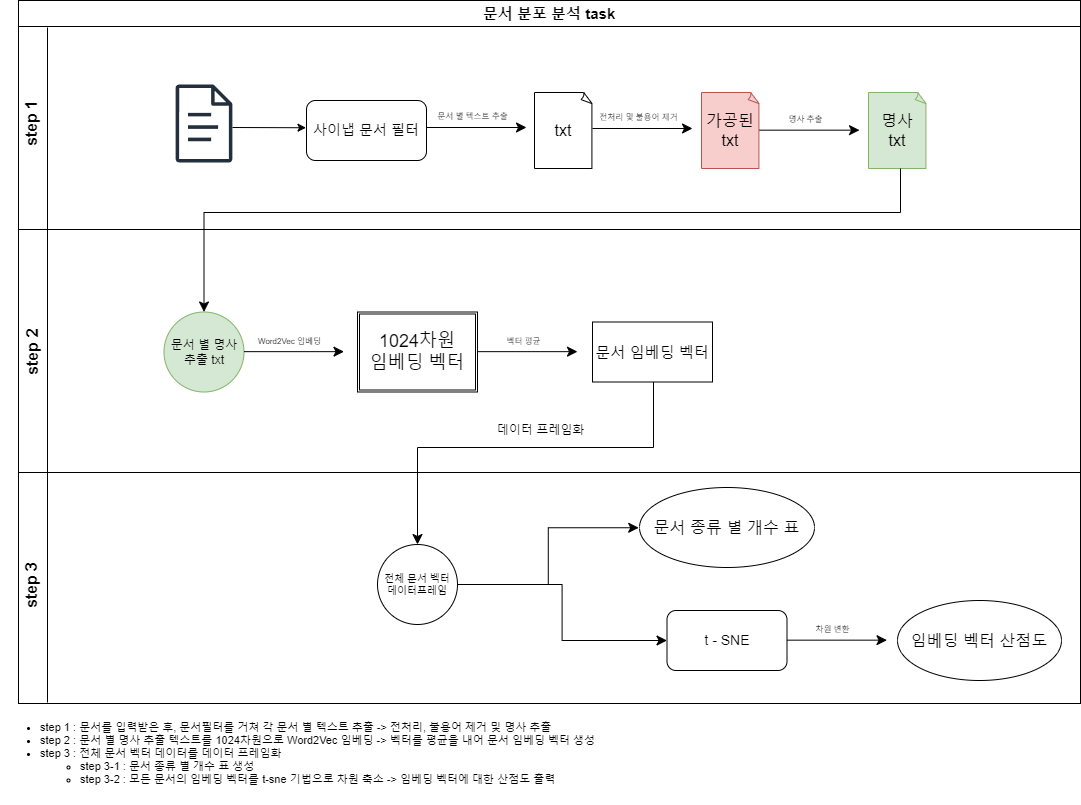 문서 분포 분석 task
step 1
사이냅 문서 필터
문서 별 텍스트 추출
txt
전처리 및 불용어 제거
가공된
txt
명사 추출
명사
txt
step 2
문서 별 명사
추출 txt
Word2Vec 임베딩
1024차원
임베딩 벡터
벡터 평균
문서 임베딩 벡터
데이터 프레임화
step 3
전체 문서 벡터
데이터프레임
문서 종류 별 개수 표
t - SNE
차원 변환
임베딩 벡터 산점도
• step 1 : 문서를 입력받은 후, 문서필터를 거쳐 각 문서 별 텍스트 추출 -> 전처리, 불용어 제거 및 명사 추출
• step 2 : 문서 별 명사 추출 텍스트를 1024차원으로 Word2Vec 임베딩 -> 벡터를 평균을 내어 문서 임베딩 벡터 생성
• step 3 : 전체 문서 벡터 데이터를 데이터 프레임화
step 3-1 : 문서 종류 별 개수 표 생성
step 3-2 : 모든 문서의 임베딩 벡터를 t-sne 기법으로 차원 축소 -> 임베딩 벡터에 대한 산점도 출력